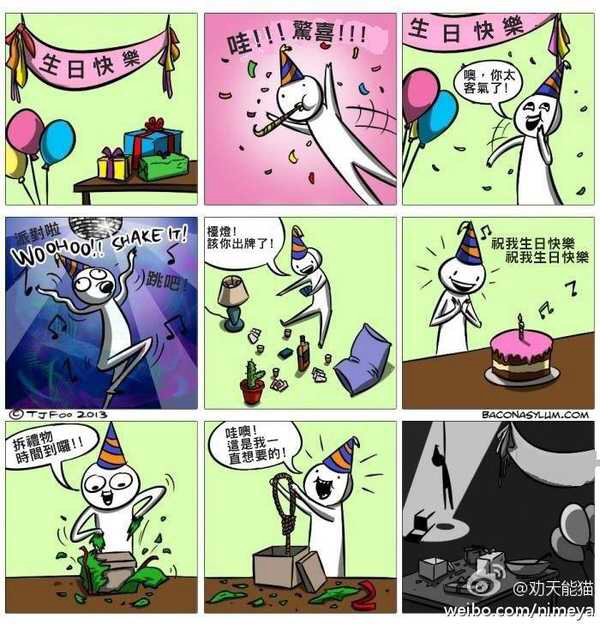 生日快樂
哇!!! 驚喜!!!
生日快樂
噢，你太
客氣了!
派對啦
WOOHOO!! SHAKE IT!
跳吧!
檯燈!
該你出牌了!
祝我生日快樂
祝我生日快樂
© TJFOO 2013
BACONASYLUM.COM
拆禮物
時間到囉!!
哇噢!
這是我一
直想要的!
@劝天能猫
weibo.com/nimeya